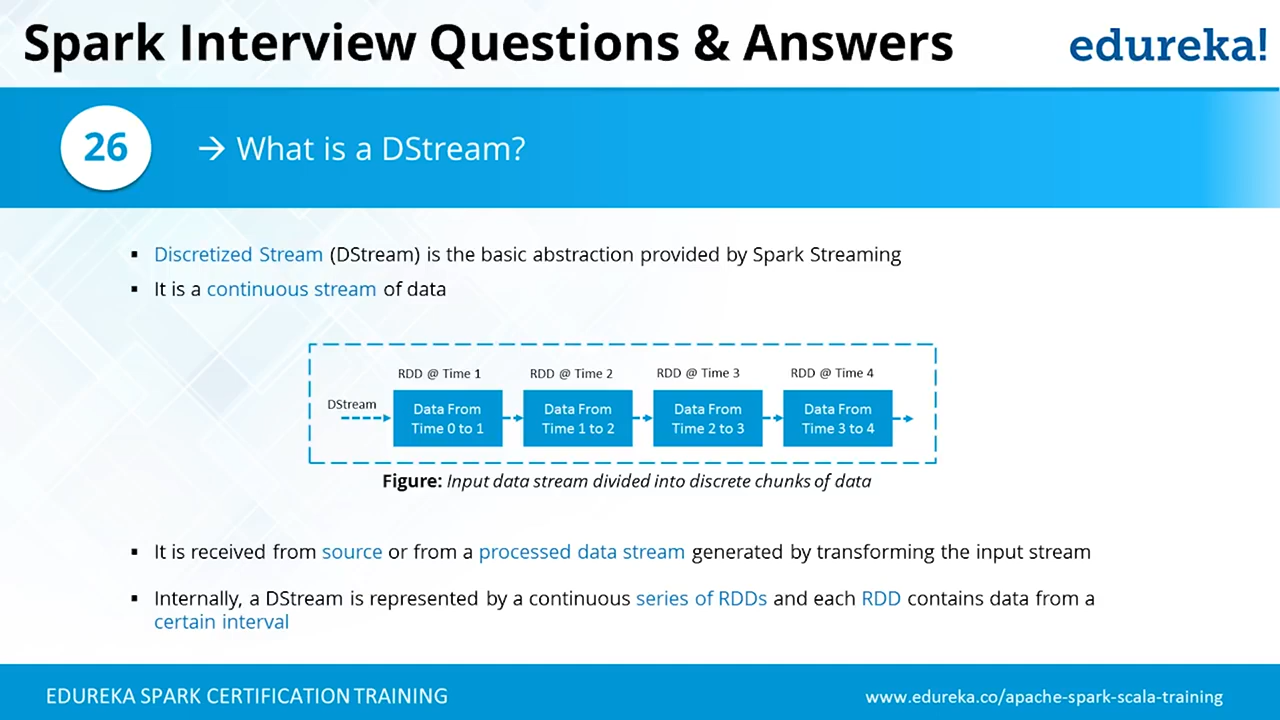 Spark Interview Questions & Answers
edureka!
26
→ What is a DStream?
▪ Discretized Stream (DStream) is the basic abstraction provided by Spark Streaming
▪ It is a continuous stream of data
RDD @ Time 1
RDD @ Time 2
RDD @ Time 3
RDD @ Time 4
DStream
Data From
Time 0 to 1
Data From
Time 1 to 2
Data From
Time 2 to 3
Data From
Time 3 to 4
Figure: Input data stream divided into discrete chunks of data
▪ It is received from source or from a processed data stream generated by transforming the input stream
▪ Internally, a DStream is represented by a continuous series of RDDs and each RDD contains data from a
certain interval
EDUREKA SPARK CERTIFICATION TRAINING
www.edureka.co/apache-spark-scala-training